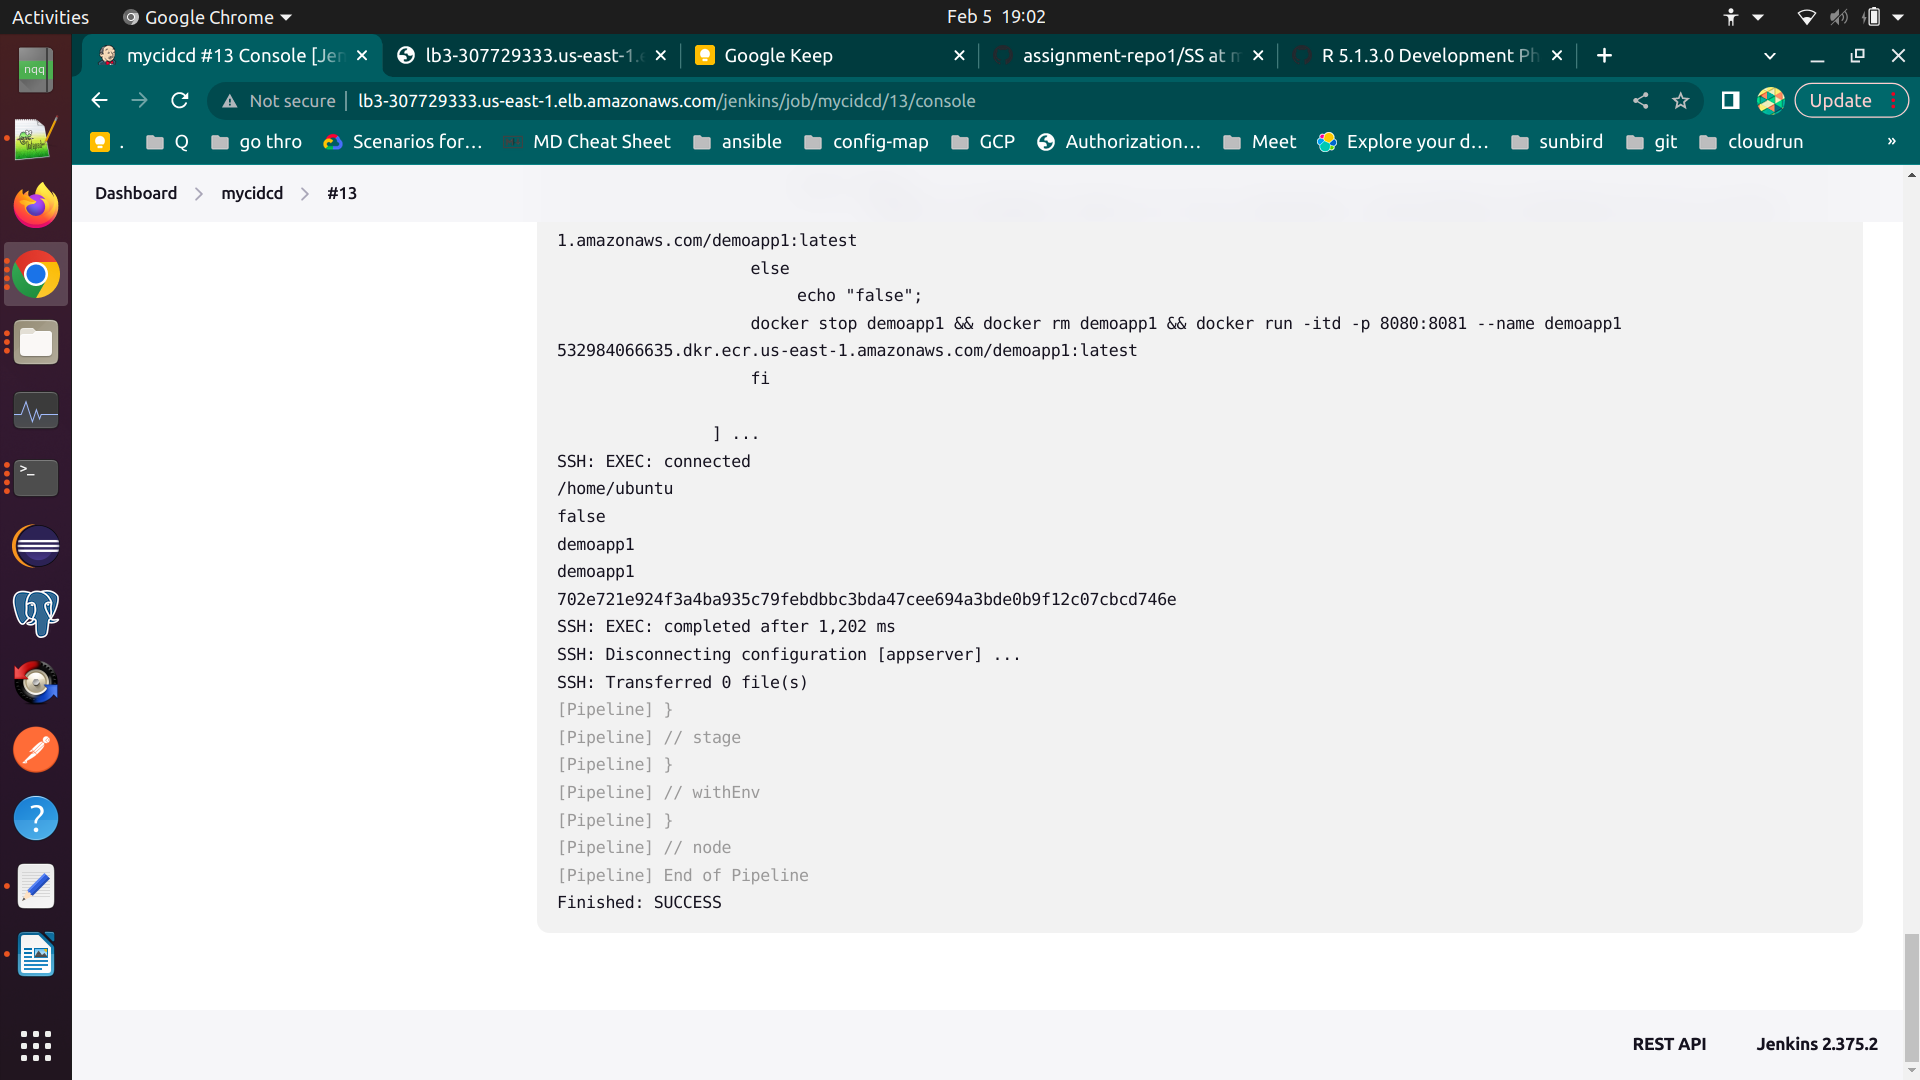 Activities
Google Chrome
Feb 5 19:02
nqq
mycidcd #13 Console [Jen
lb3-307729333.us-east-1.
Google Keep
assignment-repo1/SS at m
R 5.1.3.0 Development Ph
Not secure
lb3-307729333.us-east-1.elb.amazonaws.com/jenkins/job/mycidcd/13/console
Update
.
Q
go thro
Scenarios for...
MD Cheat Sheet
ansible
config-map
GCP
Authorization...
Meet
Explore your d...
sunbird
git
cloudrun
»
Dashboard
mycidcd
#13
1.amazonaws.com/demoapp1:latest
else
echo "false";
docker stop demoapp1 && docker rm demoapp1 && docker run -itd -p 8080:8081 --name demoapp1
532984066635.dkr.ecr.us-east-1.amazonaws.com/demoapp1:latest
fi
] ...
SSH: EXEC: connected
/home/ubuntu
false
demoapp1
demoapp1
702e721e924f3a4ba935c79febdbbc3bda47cee694a3bde0b9f12c07cbcd746e
SSH: EXEC: completed after 1,202 ms
SSH: Disconnecting configuration [appserver] ...
SSH: Transferred 0 file(s)
[Pipeline] }
[Pipeline] // stage
[Pipeline] }
[Pipeline] // withEnv
[Pipeline] }
[Pipeline] // node
[Pipeline] End of Pipeline
Finished: SUCCESS
REST API
Jenkins 2.375.2